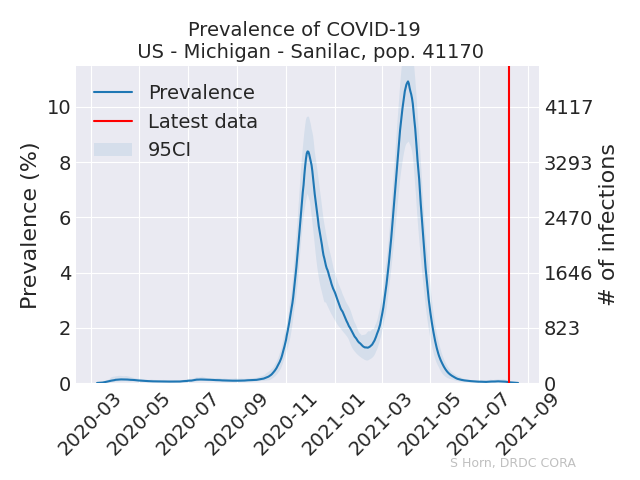 Prevalence of COVID-19
US - Michigan - Sanilac, pop. 41170
Prevalence
Latest data
95CI
Prevalence (%)
10
8
6
4
2
0
4117
3293
2470
1646
823
0
# of infections
2020-03
2020-05
2020-07
2020-09
2020-11
2021-01
2021-03
2021-05
2021-07
2021-09
S Horn, DRDC CORA